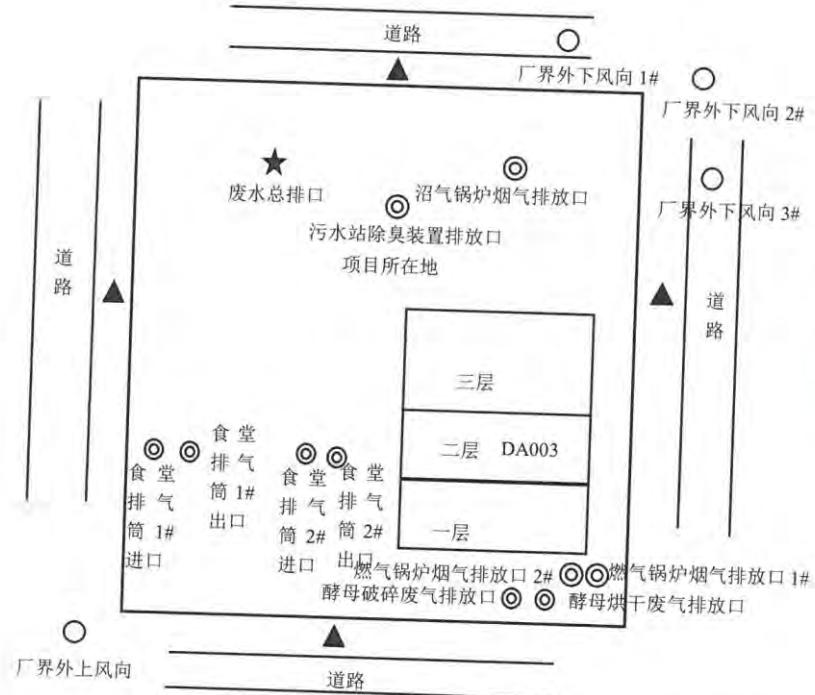 道路
厂界外下风向 1#
厂界外下风向 2#
废水总排口
沼气锅炉烟气排放口
厂界外下风向 3#
污水站除臭装置排放口
项目所在地
道路
道路
三层
二层 DA003
一层
食堂排气筒 1#进口
食堂排气筒 1#出口
食堂排气筒 2#进口
食堂排气筒 2#出口
燃气锅炉烟气排放口 2#
燃气锅炉烟气排放口 1#
酵母破碎废气排放口
酵母烘干废气排放口
厂界外上风向
道路